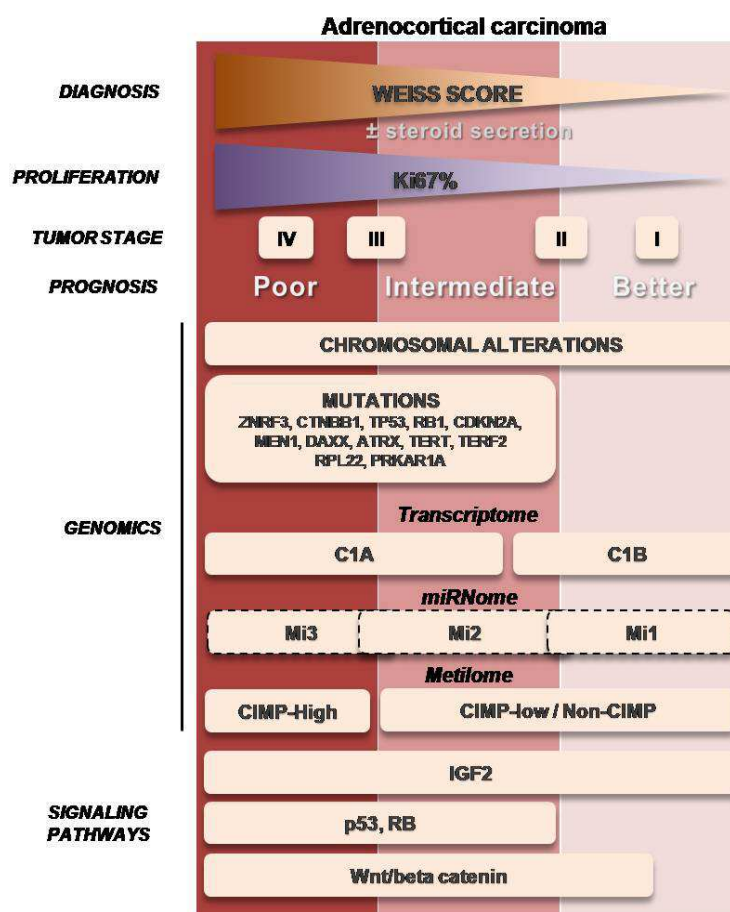 Adrenocortical carcinoma
DIAGNOSIS
WEISS SCORE
± steroid secretion
PROLIFERATION
Ki67%
TUMOR STAGE
IV
III
II
I
PROGNOSIS
Poor
Intermediate
Better
GENOMICS
CHROMOSOMAL ALTERATIONS
MUTATIONS
ZNRF3, CTNBB1, TP53, RB1, CDKN2A,
MEN1, DAXX, ATRX, TERT, TERF2
RPL22, PRKAR1A
Transcriptome
C1A
C1B
miRNome
Mi3
Mi2
Mi1
Metilome
CIMP-High
CIMP-low / Non-CIMP
SIGNALING
PATHWAYS
IGF2
p53, RB
Wnt/beta catenin